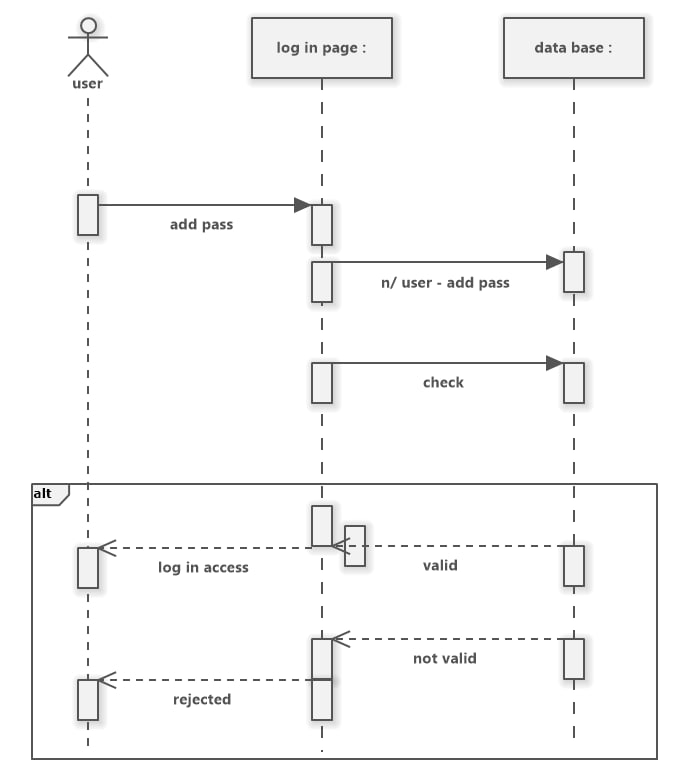 log in page :
data base :
user
add pass
n/ user - add pass
check
alt
valid
log in access
not valid
rejected